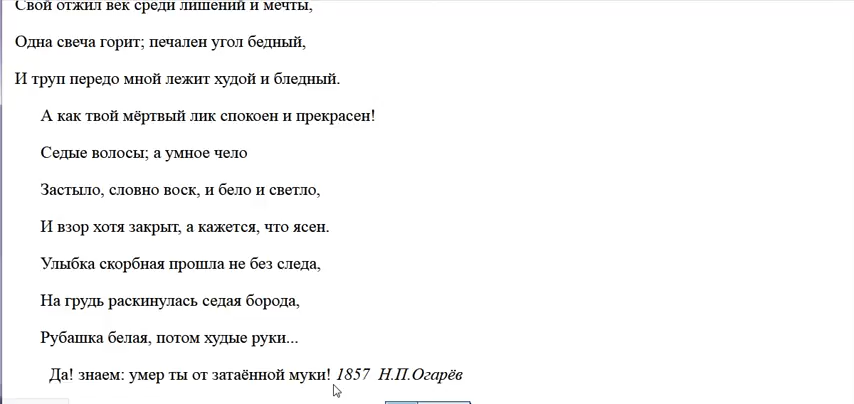 Свой отжил век среди лишений и мечты,
Одна свеча горит; печален угол бедный,
И труп передо мной лежит худой и бледный.
А как твой мёртвый лик спокоен и прекрасен!
Седые волосы; а умное чело
Застыло, словно воск, и бело и светло,
И взор хотя закрыт, а кажется, что ясен.
Улыбка скорбная прошла не без следа,
На грудь раскинулась седая борода,
Рубашка белая, потом худые руки...
Да! знаем: умер ты от затаённой муки! 1857  Н.П.Огарёв